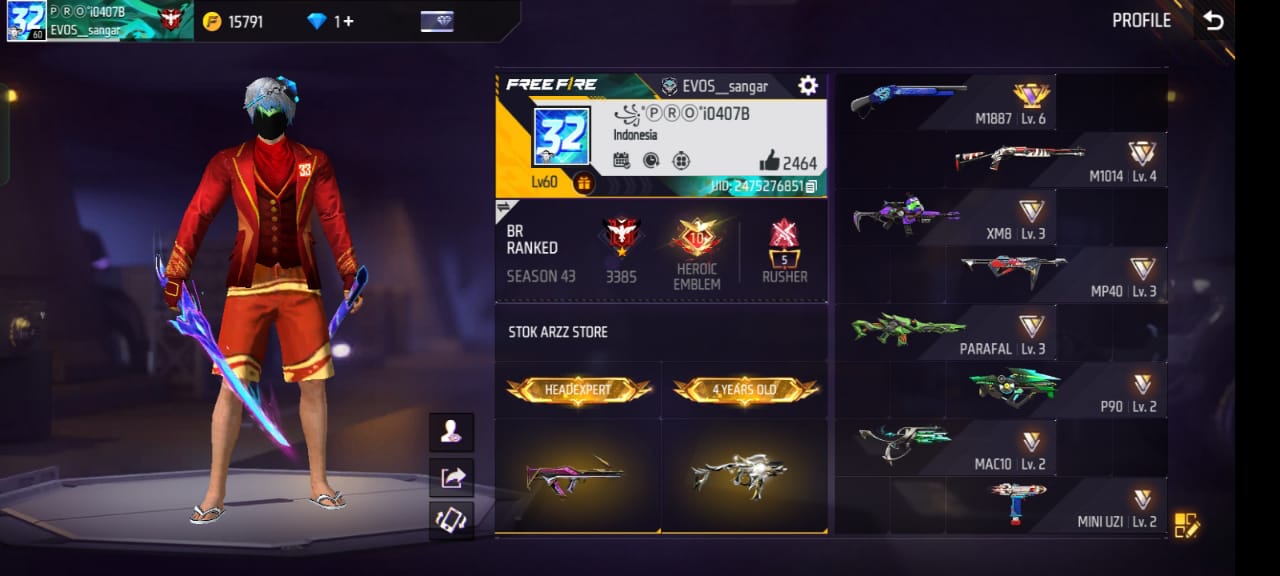 ⓅⓇⓄ°i0407B
EVOS__sangar
60
15791
1+
PROFILE
32
33
FREE FIRE
EVOS__sangar
ⓅⓇⓄ°i0407B
Indonesia
32
2464
Lv60
UID: 2475276851
BR
RANKED
SEASON 43
3385
10
HEROIC
EMBLEM
5
RUSHER
STOK ARZZ STORE
HEADEXPERT
4 YEARS OLD
M1887 Lv. 6
M1014 Lv. 4
XM8 Lv. 3
MP40 Lv. 3
PARAFAL Lv. 3
P90 Lv. 2
MAC10 Lv. 2
MINI UZI Lv. 2